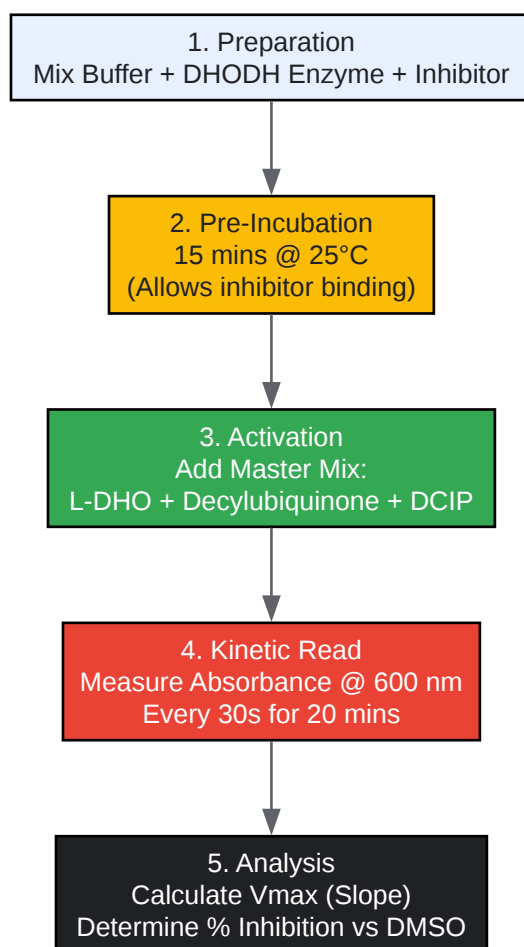 1. Preparation
Mix Buffer + DHODH Enzyme + Inhibitor
2. Pre-Incubation
15 mins @ 25°C
(Allows inhibitor binding)
3. Activation
Add Master Mix:
L-DHO + Decylubiquinone + DCIP
4. Kinetic Read
Measure Absorbance @ 600 nm
Every 30s for 20 mins
5. Analysis
Calculate Vmax (Slope)
Determine % Inhibition vs DMSO